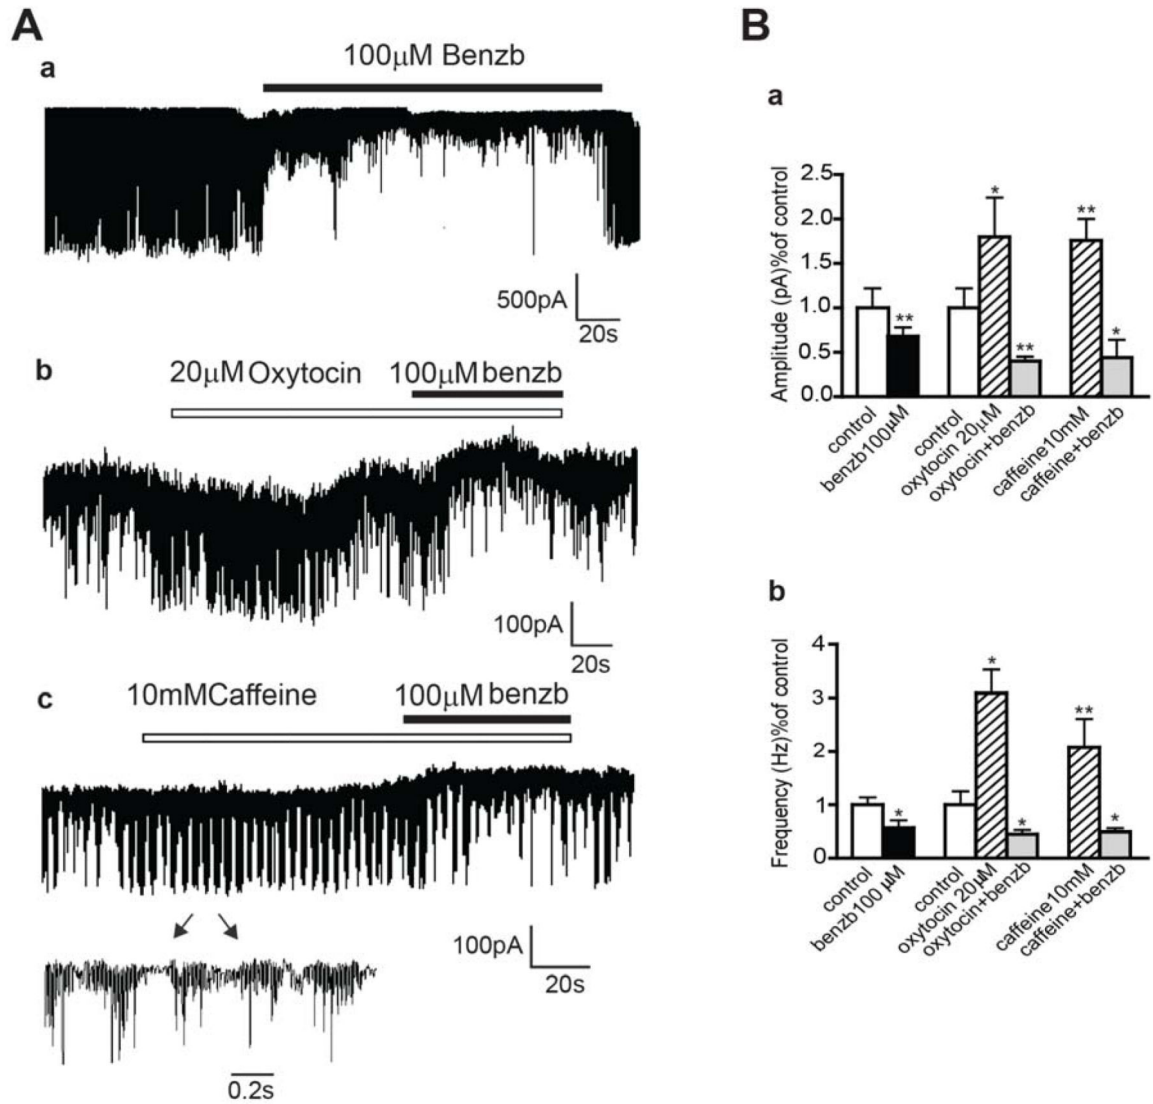 A
a
100μM Benzb
500pA
20s
b
20μM Oxytocin
100μM benzb
100pA
20s
c
10mMCaffeine
100μM benzb
100pA
20s
0.2s
B
a
Amplitude (pA)%of control
2.5
2.0
1.5
1.0
0.5
0.0
*
**
**
**
*
control
benzb100μM
control
oxytocin 20μM
oxytocin+benzb
caffeine10mM
caffeine+benzb
b
Frequency (Hz)%of control
4
3
2
1
0
*
**
*
*
*
control
benzb100 μM
control
oxytocin 20μM
oxytocin+benzb
caffeine10mM
caffeine+benzb